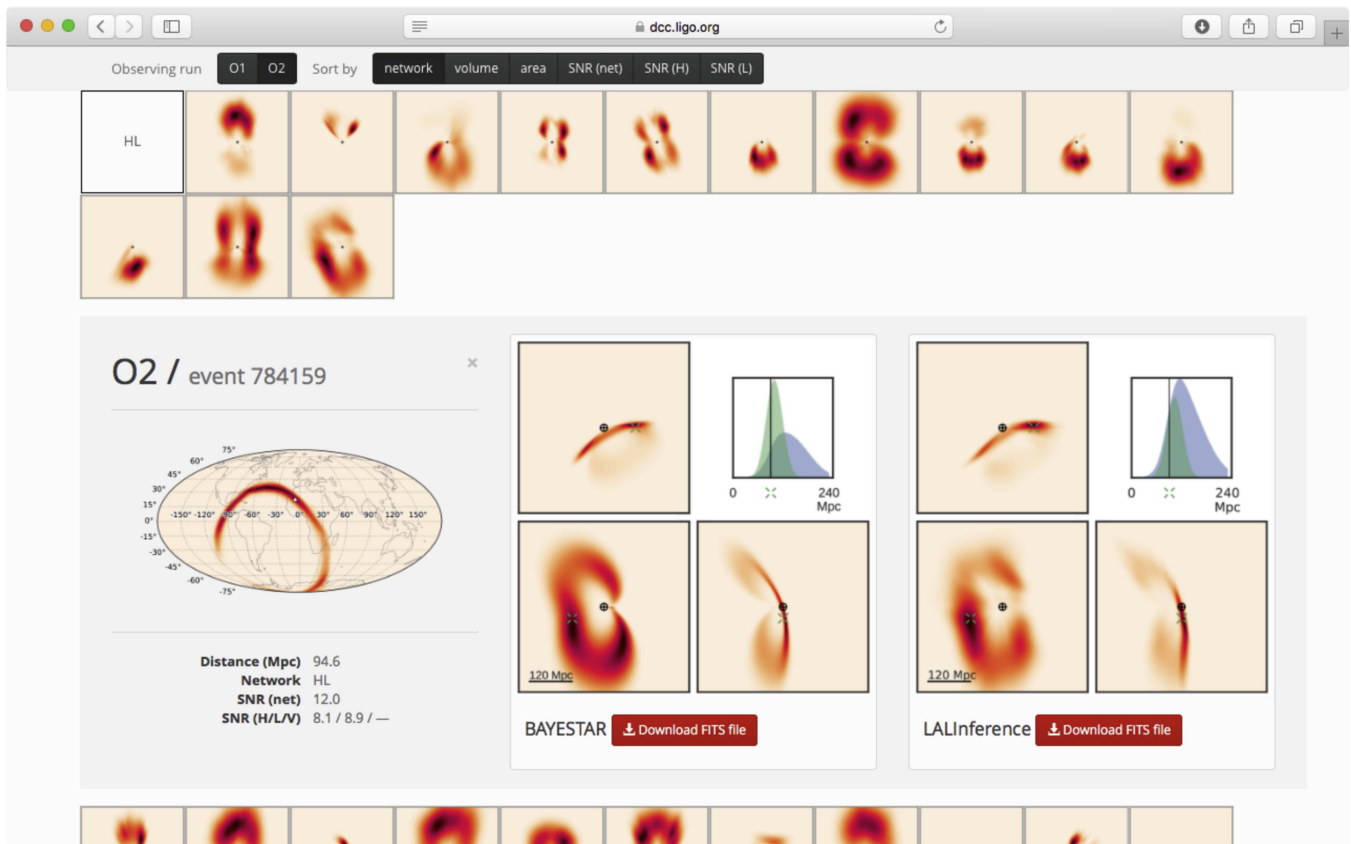 dcc.ligo.org
Observing run O1 O2 Sort by network volume area SNR (net) SNR (H) SNR (L)
HL
O2 / event 784159
×
75°
60°
45°
30°
15°
0°
-15°
-30°
-45°
-60°
-75°
-150° -120° -90° -60° -30° 0° 30° 60° 90° 120° 150°
Distance (Mpc) 94.6
Network HL
SNR (net) 12.0
SNR (H/L/V) 8.1 / 8.9 / —
0 240
Mpc
120 Mpc
BAYESTAR Download FITS file
0 240
Mpc
120 Mpc
LALInference Download FITS file